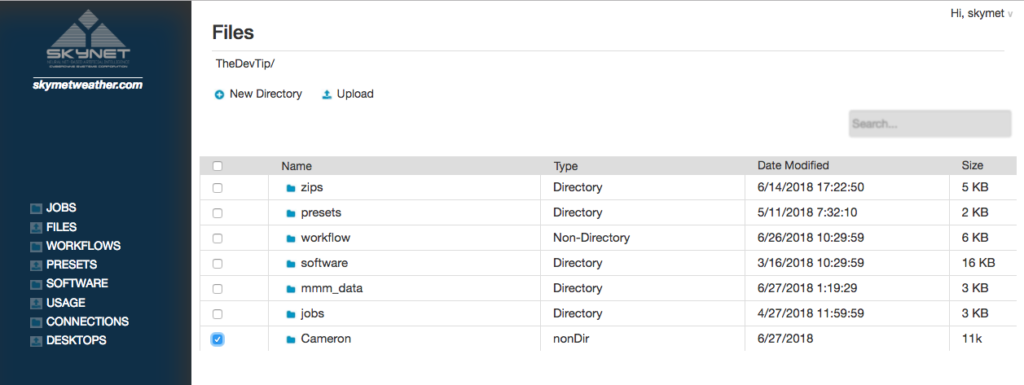 Hi, skymet v
SKYNET
skymetweather.com
Files
TheDevTip/
New Directory Upload
Search...
Name Type Date Modified Size
zips Directory 6/14/2018 17:22:50 5 KB
presets Directory 5/11/2018 7:32:10 2 KB
workflow Non-Directory 6/26/2018 10:29:59 6 KB
software Directory 3/16/2018 10:29:59 16 KB
mmm_data Directory 6/27/2018 1:19:29 3 KB
jobs Directory 4/27/2018 11:59:59 3 KB
Cameron nonDir 6/27/2018 11k
JOBS
FILES
WORKFLOWS
PRESETS
SOFTWARE
USAGE
CONNECTIONS
DESKTOPS